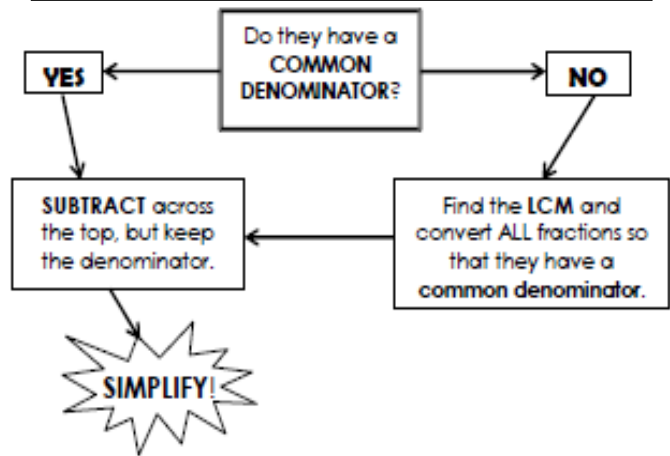 Do they have a
COMMON
DENOMINATOR?
YES
NO
SUBTRACT across
the top, but keep
the denominator.
Find the LCM and
convert ALL fractions so
that they have a
common denominator.
SIMPLIFY!